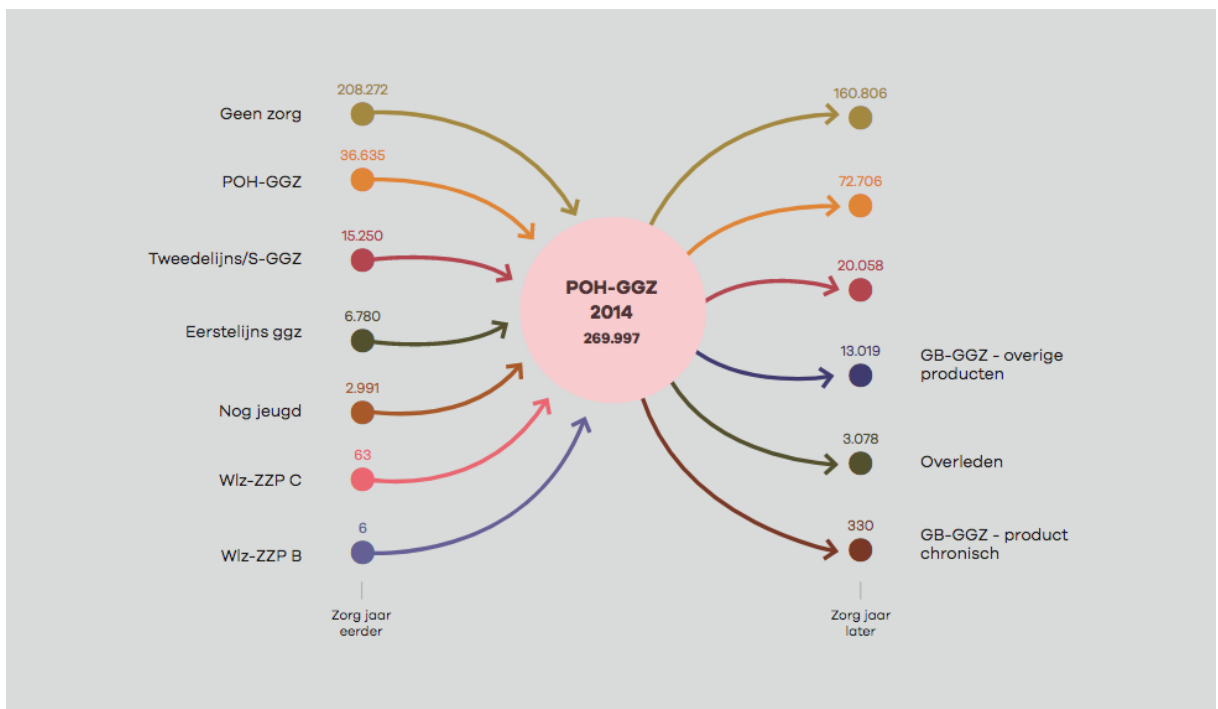 208.272
Geen zorg
36.635
POH-GGZ
15.250
Tweedelijns/S-GGZ
6.780
Eerstelijns ggz
2.991
Nog jeugd
63
Wlz-ZZP C
6
Wlz-ZZP B
Zorg jaar
eerder
POH-GGZ
2014
269.997
160.806
72.706
20.058
13.019
GB-GGZ - overige
producten
3.078
Overleden
330
GB-GGZ - product
chronisch
Zorg jaar
later